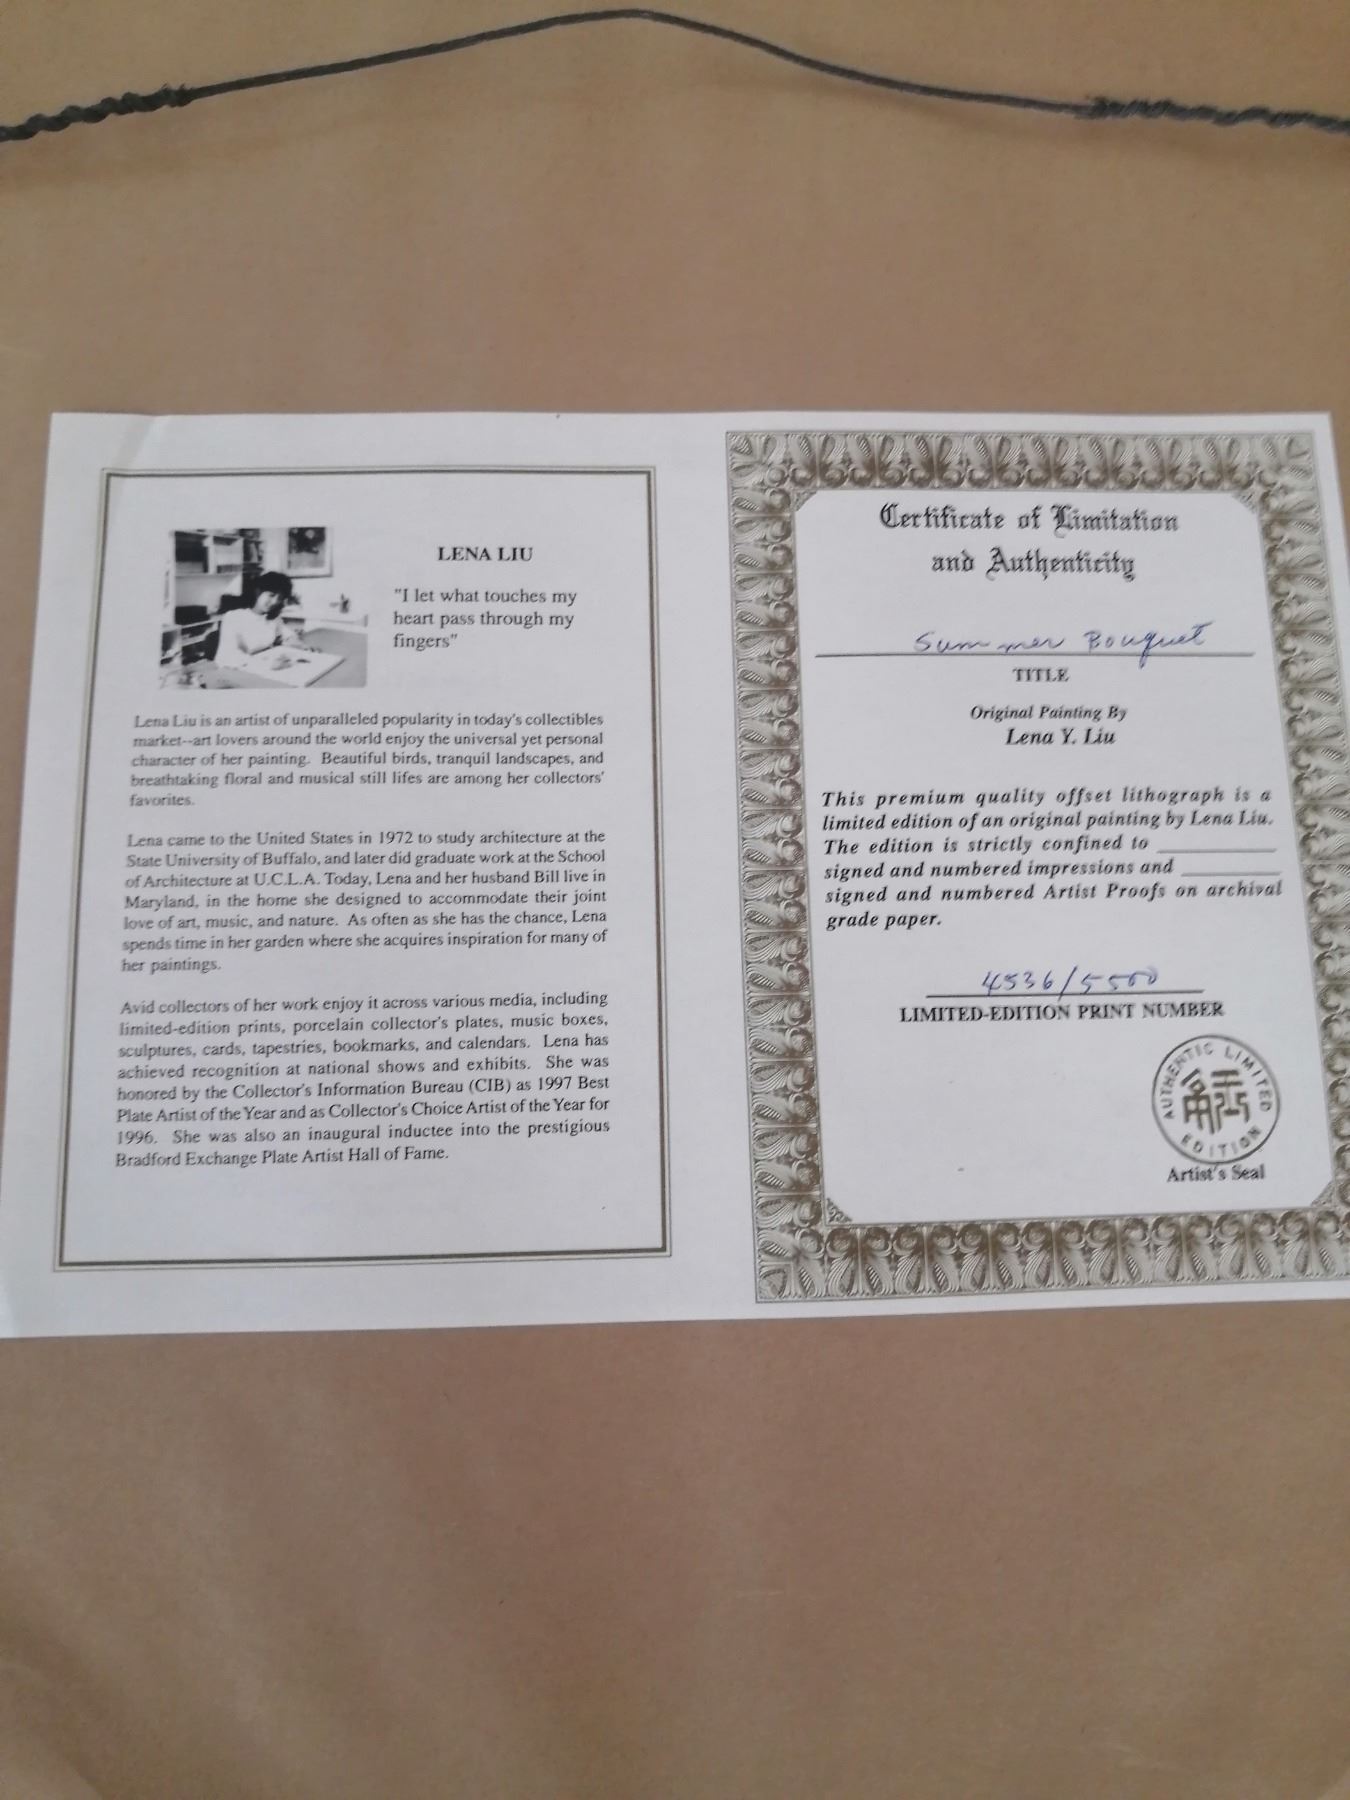 LENA LIU
"I let what touches my
heart pass through my
fingers"
Lena Liu is an artist of unparalleled popularity in today's collectibles
market--art lovers around the world enjoy the universal yet personal
character of her painting. Beautiful birds, tranquil landscapes, and
breathtaking floral and musical still lifes are among her collectors'
favorites.
Lena came to the United States in 1972 to study architecture at the
State University of Buffalo, and later did graduate work at the School
of Architecture at U.C.L.A. Today, Lena and her husband Bill live in
Maryland, in the home she designed to accommodate their joint
love of art, music, and nature. As often as she has the chance, Lena
spends time in her garden where she acquires inspiration for many of
her paintings.
Avid collectors of her work enjoy it across various media, including
limited-edition prints, porcelain collector's plates, music boxes,
sculptures, cards, tapestries, bookmarks, and calendars. Lena has
achieved recognition at national shows and exhibits. She was
honored by the Collector's Information Bureau (CIB) as 1997 Best
Plate Artist of the Year and as Collector's Choice Artist of the Year for
1996. She was also an inaugural inductee into the prestigious
Bradford Exchange Plate Artist Hall of Fame.
Certificate of Limitation
and Authenticity
Summer Bouquet
TITLE
Original Painting By
Lena Y. Liu
This premium quality offset lithograph is a
limited edition of an original painting by Lena Liu.
The edition is strictly confined to
signed and numbered impressions and
signed and numbered Artist Proofs on archival
grade paper.
4536/5500
LIMITED-EDITION PRINT NUMBER
AUTHENTIC LIMITED
EDITION
Artist's Seal